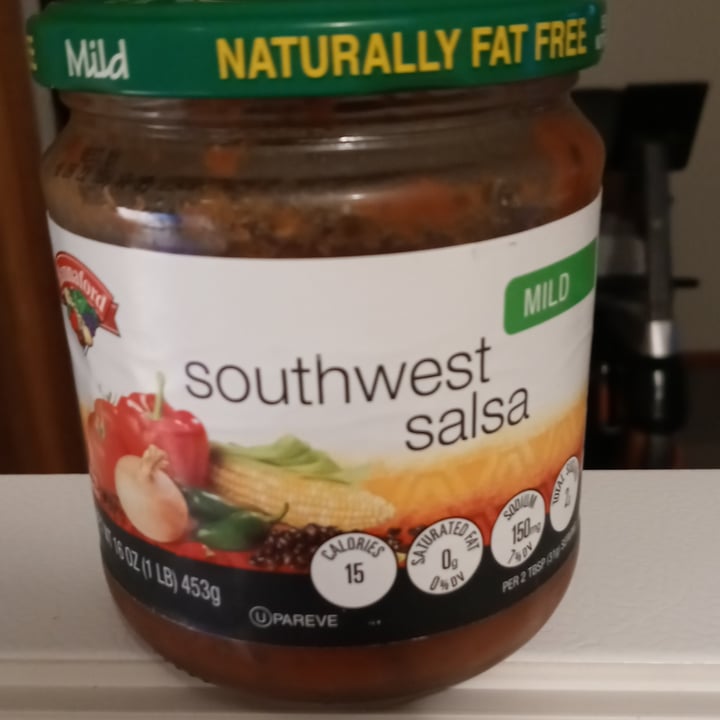 Mild NATURALLY FAT FREE
MILD
southwest
salsa
CALORIES
15
SATURATED FAT
0g
0% DV
SODIUM
150mg
7% DV
16 OZ (1 LB) 453g
PER 2 TBSP (31g)
U PAREVE